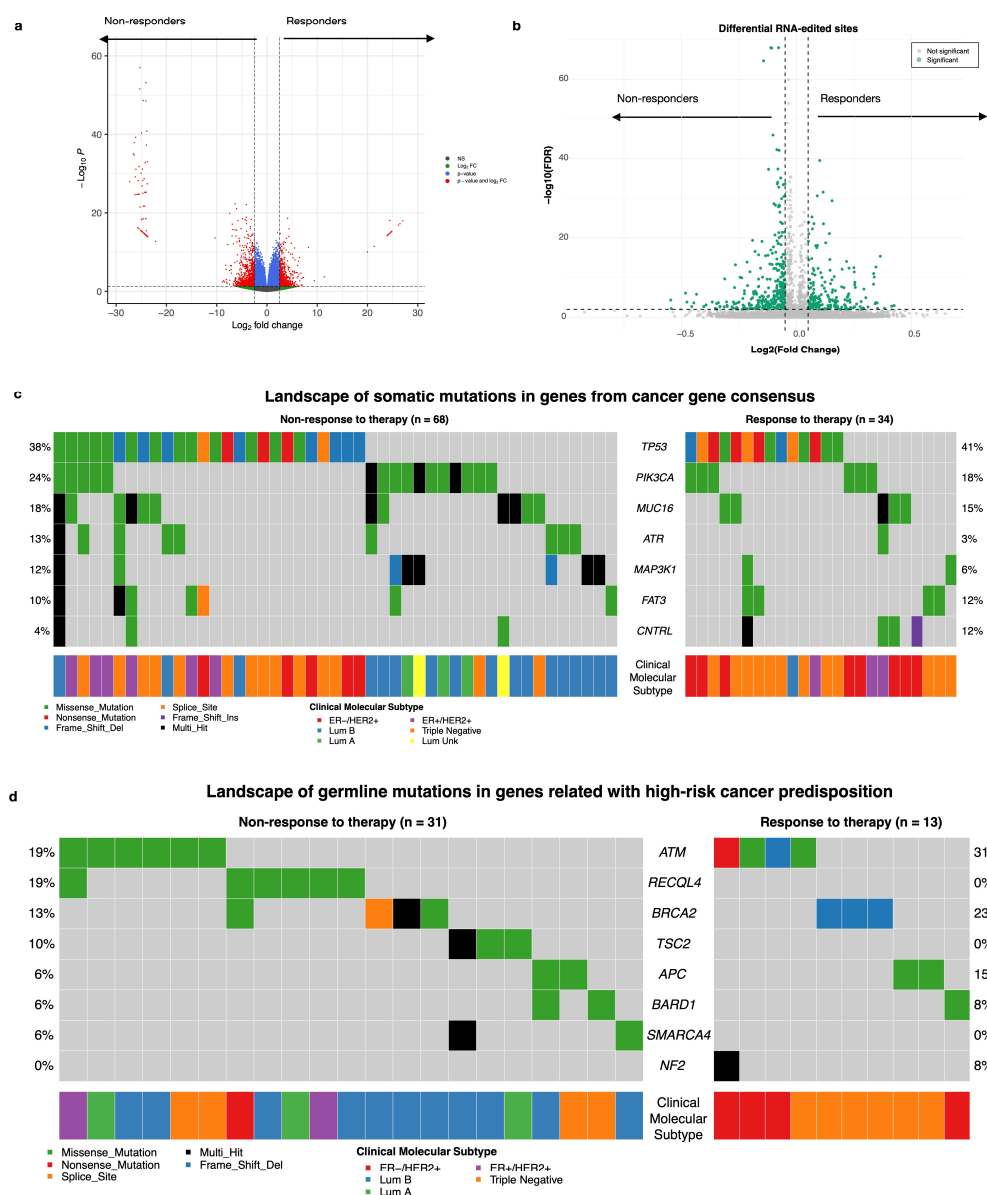 a
Non-responders
Responders
60
40
20
0
− Log10 P
−30
−20
−10
0
10
20
30
Log2 fold change
NS
Log2 FC
p-value
p − value and log2 FC
b
Differential RNA-edited sites
Not significant
Significant
Non-responders
Responders
60
40
20
0
−log10(FDR)
−0.5
0.0
0.5
Log2(Fold Change)
c
Landscape of somatic mutations in genes from cancer gene consensus
Non-response to therapy (n = 68)
Response to therapy (n = 34)
38% TP53 41%
24% PIK3CA 18%
18% MUC16 15%
13% ATR 3%
12% MAP3K1 6%
10% FAT3 12%
4% CNTRL 12%
Clinical
Molecular
Subtype
Missense_Mutation
Nonsense_Mutation
Frame_Shift_Del
Splice_Site
Frame_Shift_Ins
Multi_Hit
Clinical Molecular Subtype
ER−/HER2+
Lum B
Lum A
ER+/HER2+
Triple Negative
Lum Unk
d
Landscape of germline mutations in genes related with high-risk cancer predisposition
Non-response to therapy (n = 31)
Response to therapy (n = 13)
19% ATM 31
19% RECQL4 0%
13% BRCA2 23
10% TSC2 0%
6% APC 15
6% BARD1 8%
6% SMARCA4 0%
0% NF2 8%
Clinical
Molecular
Subtype
Missense_Mutation
Nonsense_Mutation
Splice_Site
Multi_Hit
Frame_Shift_Del
Clinical Molecular Subtype
ER−/HER2+
Lum B
Lum A
ER+/HER2+
Triple Negative